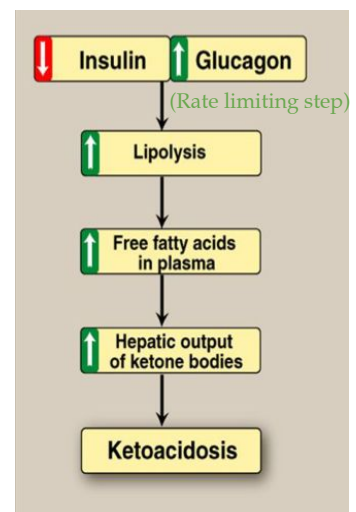 Insulin Glucagon
(Rate limiting step)
Lipolysis
Free fatty acids
in plasma
Hepatic output
of ketone bodies
Ketoacidosis